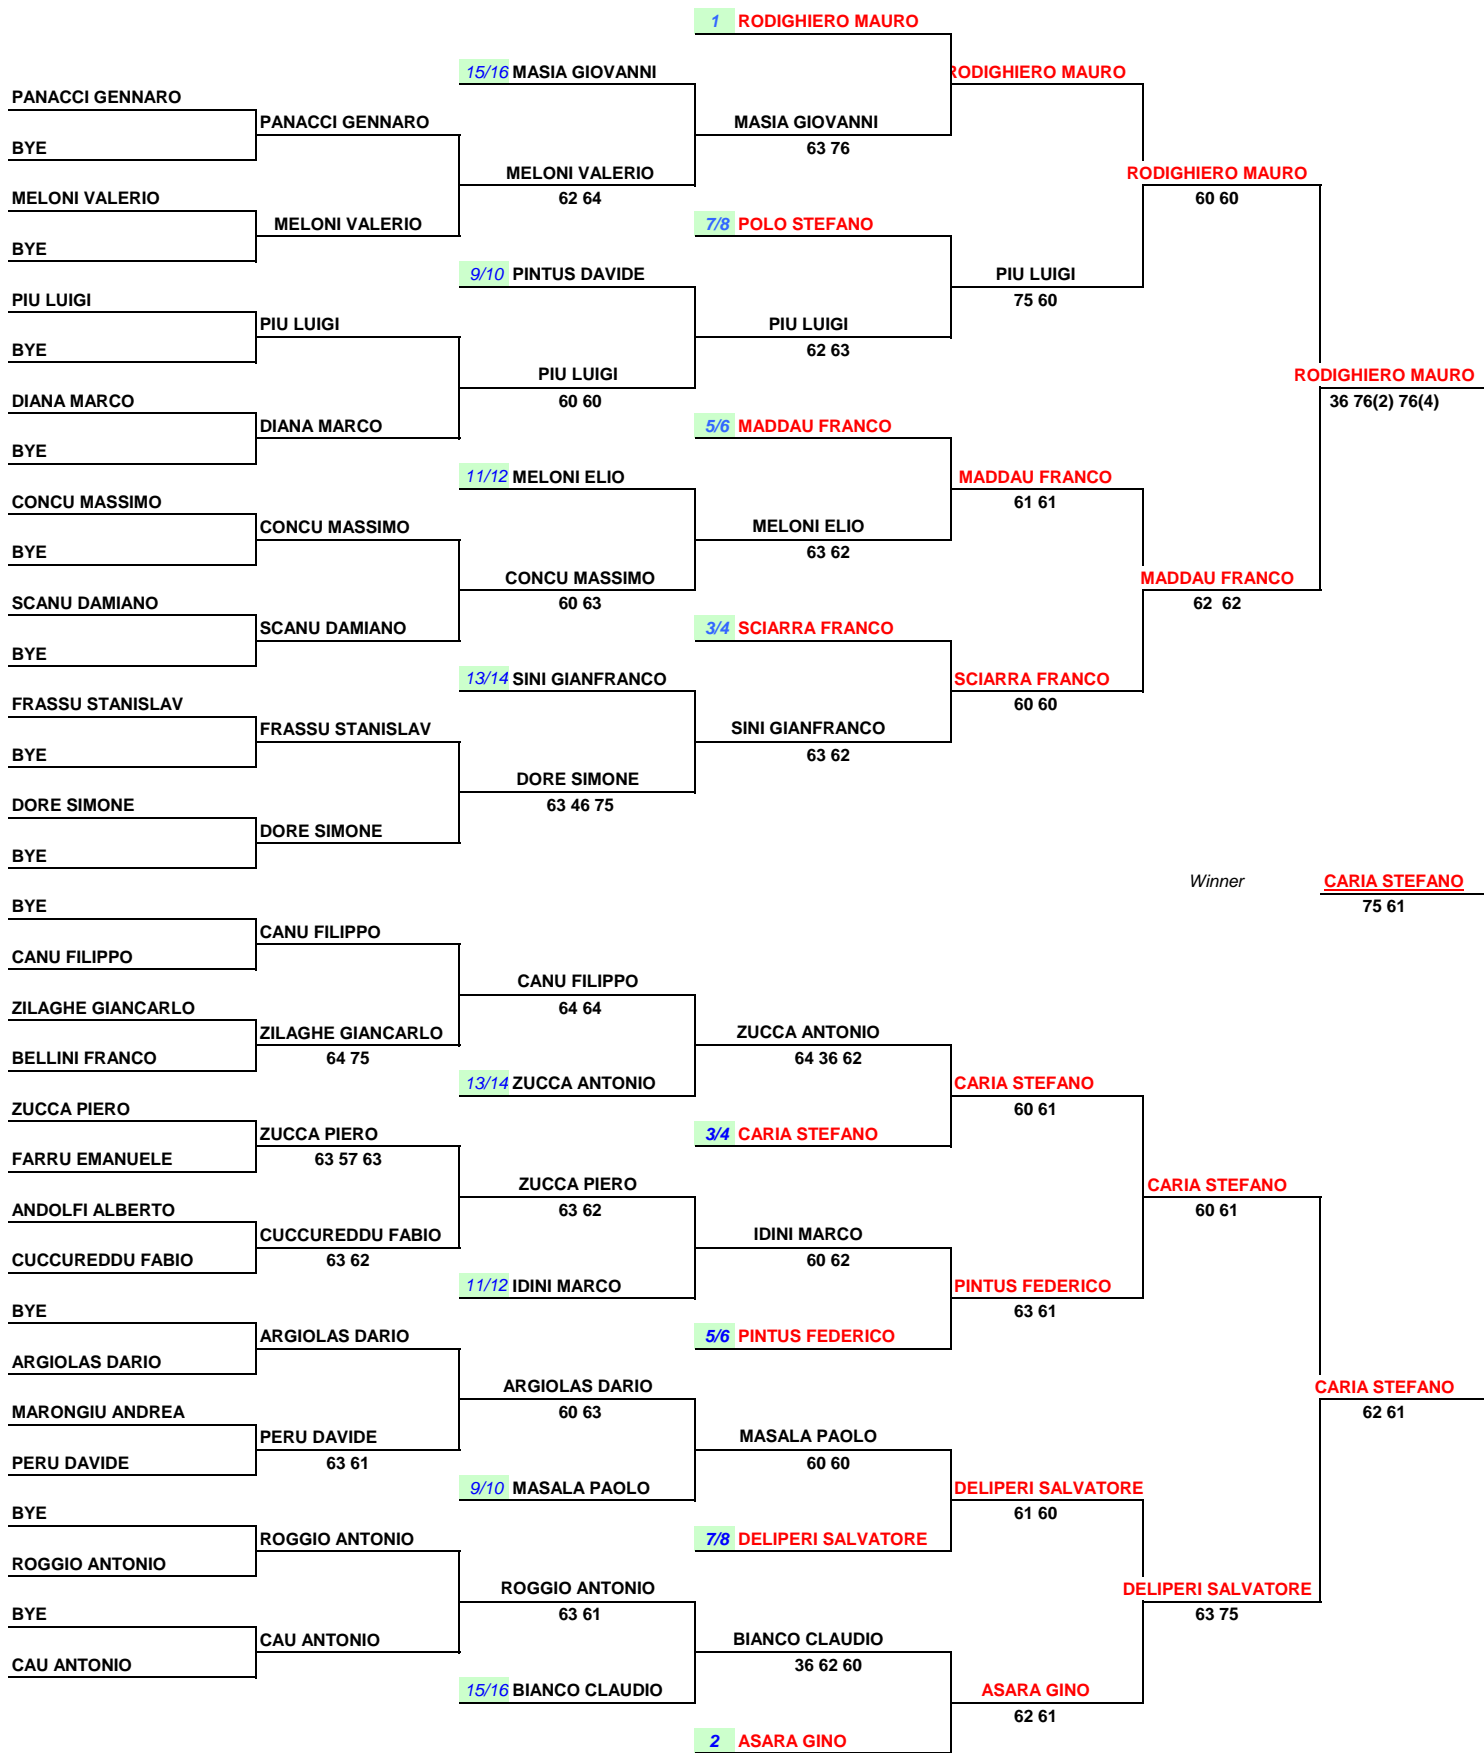 1 RODIGHIERO MAURO
15/16 MASIA GIOVANNI RODIGHIERO MAURO
PANACCI GENNARO
PANACCI GENNARO MASIA GIOVANNI
BYE 63 76
MELONI VALERIO RODIGHIERO MAURO
MELONI VALERIO 62 64 60 60
MELONI VALERIO 7/8 POLO STEFANO
BYE
9/10 PINTUS DAVIDE PIU LUIGI
PIU LUIGI 75 60
PIU LUIGI PIU LUIGI
BYE 62 63
PIU LUIGI RODIGHIERO MAURO
DIANA MARCO 60 60 36 76(2) 76(4)
DIANA MARCO 5/6 MADDAU FRANCO
BYE
11/12 MELONI ELIO MADDAU FRANCO
CONCU MASSIMO 61 61
CONCU MASSIMO MELONI ELIO
BYE 63 62
CONCU MASSIMO MADDAU FRANCO
SCANU DAMIANO 60 63 62 62
SCANU DAMIANO 3/4 SCIARRA FRANCO
BYE
13/14 SINI GIANFRANCO SCIARRA FRANCO
FRASSU STANISLAV 60 60
FRASSU STANISLAV SINI GIANFRANCO
BYE 63 62
DORE SIMONE
DORE SIMONE 63 46 75
DORE SIMONE
BYE
Winner CARIA STEFANO
BYE 75 61
CANU FILIPPO
CANU FILIPPO
CANU FILIPPO
ZILAGHE GIANCARLO 64 64
ZILAGHE GIANCARLO ZUCCA ANTONIO
BELLINI FRANCO 64 75 64 36 62
13/14 ZUCCA ANTONIO CARIA STEFANO
ZUCCA PIERO 60 61
ZUCCA PIERO 3/4 CARIA STEFANO
FARRU EMANUELE 63 57 63
ZUCCA PIERO CARIA STEFANO
ANDOLFI ALBERTO 63 62 60 61
CUCCUREDDU FABIO IDINI MARCO
CUCCUREDDU FABIO 63 62 60 62
11/12 IDINI MARCO PINTUS FEDERICO
BYE 63 61
ARGIOLAS DARIO 5/6 PINTUS FEDERICO
ARGIOLAS DARIO
ARGIOLAS DARIO CARIA STEFANO
MARONGIU ANDREA 60 63 62 61
PERU DAVIDE MASALA PAOLO
PERU DAVIDE 63 61 60 60
9/10 MASALA PAOLO DELIPERI SALVATORE
BYE 61 60
ROGGIO ANTONIO 7/8 DELIPERI SALVATORE
ROGGIO ANTONIO
ROGGIO ANTONIO DELIPERI SALVATORE
BYE 63 61 63 75
CAU ANTONIO BIANCO CLAUDIO
CAU ANTONIO 36 62 60
15/16 BIANCO CLAUDIO ASARA GINO
62 61
2 ASARA GINO